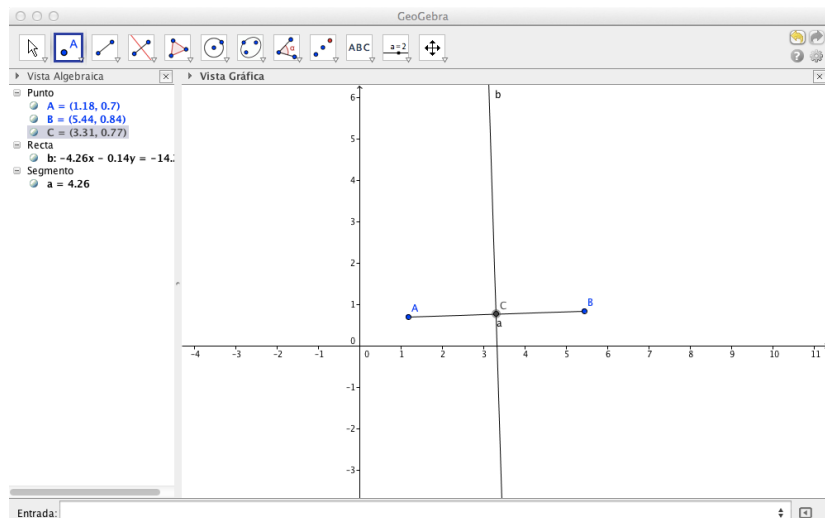 GeoGebra
A
α
ABC
a=2
Vista Algebraica
Vista Gráfica
Punto
A = (1.18, 0.7)
B = (5.44, 0.84)
C = (3.31, 0.77)
Recta
b: -4.26x - 0.14y = -14.
Segmento
a = 4.26
b
6
5
4
3
2
1
0
-1
-2
-3
-4 -3 -2 -1 0 1 2 3 4 5 6 7 8 9 10 11
A
C
B
a
Entrada: